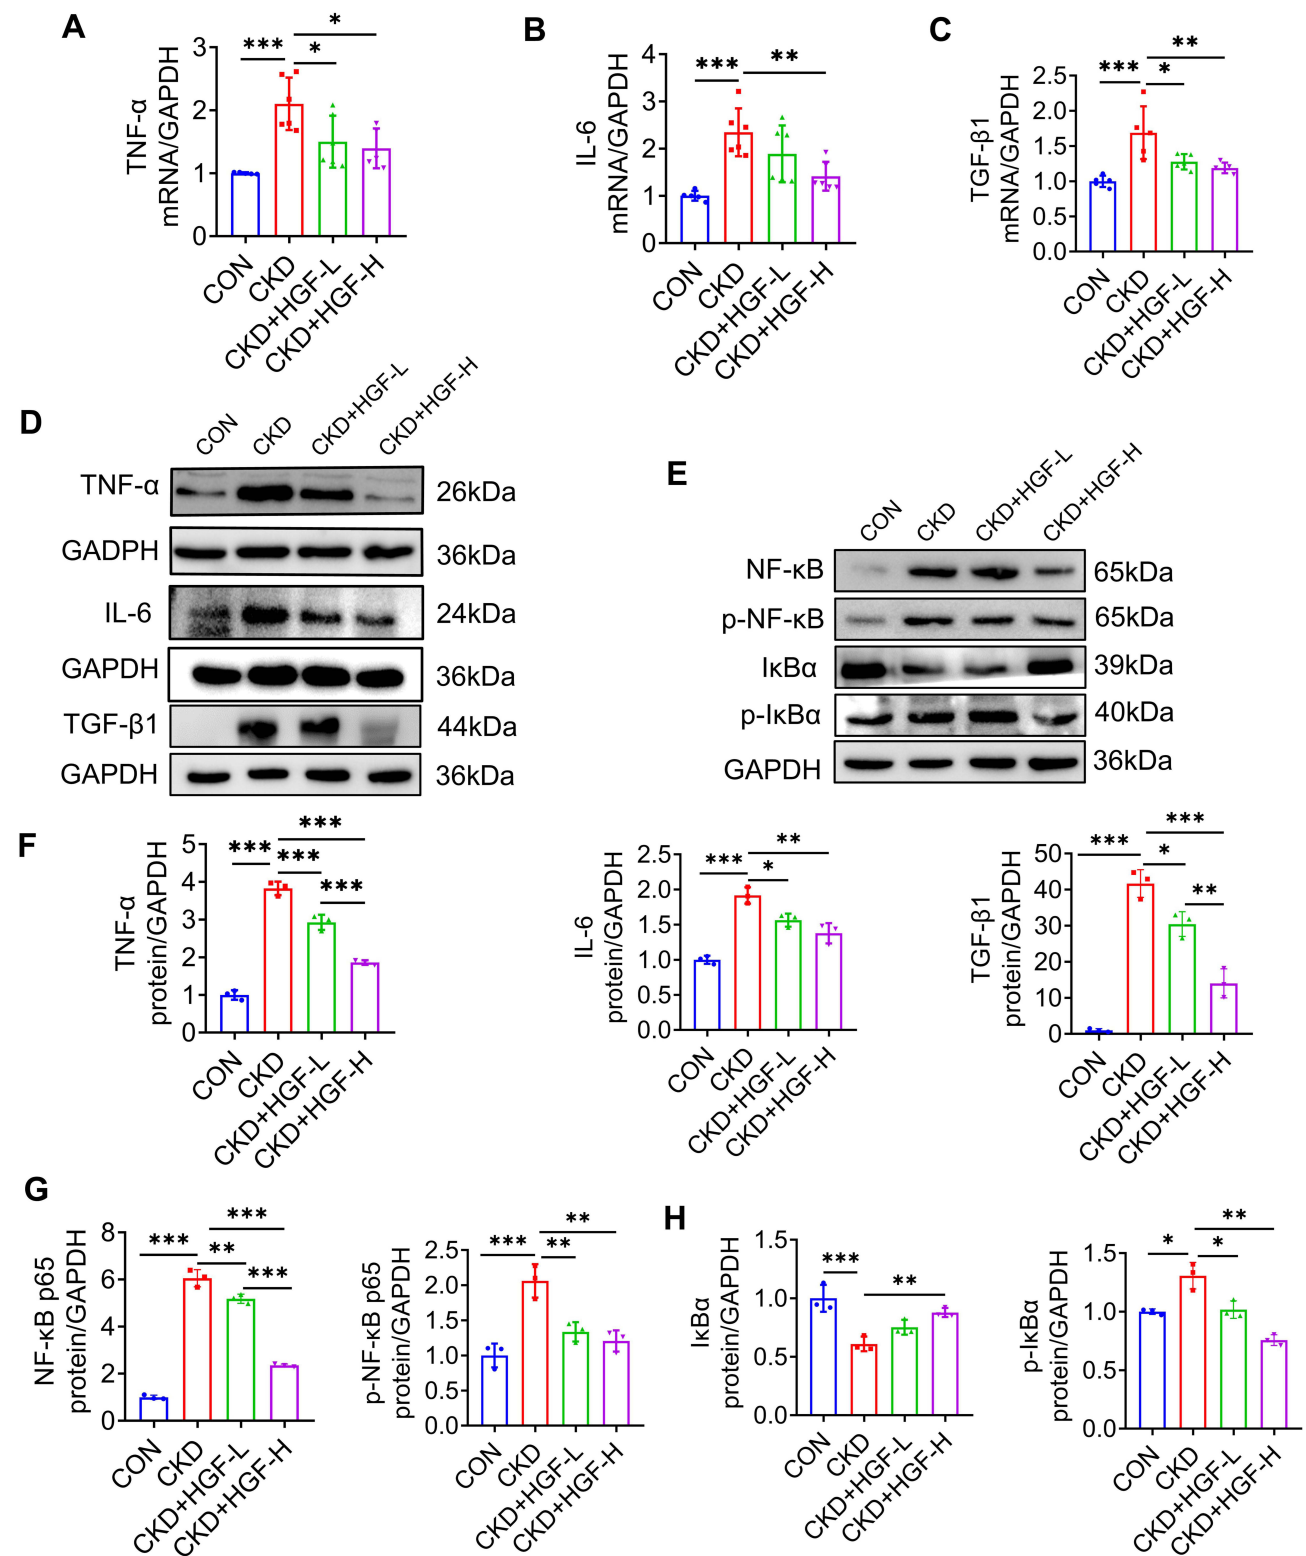 A
TNF-α
mRNA/GAPDH
3
2
1
0
***
*
*
CON
CKD
CKD+HGF-L
CKD+HGF-H
B
IL-6
mRNA/GAPDH
4
3
2
1
0
***
**
CON
CKD
CKD+HGF-L
CKD+HGF-H
C
TGF-β1
mRNA/GAPDH
2.5
2.0
1.5
1.0
0.5
0.0
***
*
**
CON
CKD
CKD+HGF-L
CKD+HGF-H
D
CON
CKD
CKD+HGF-L
CKD+HGF-H
TNF-α 26kDa
GADPH 36kDa
IL-6 24kDa
GAPDH 36kDa
TGF-β1 44kDa
GAPDH 36kDa
E
CON
CKD
CKD+HGF-L
CKD+HGF-H
NF-κB 65kDa
p-NF-κB 65kDa
IκBα 39kDa
p-IκBα 40kDa
GAPDH 36kDa
F
TNF-α
protein/GAPDH
5
4
3
2
1
0
***
***
***
***
CON
CKD
CKD+HGF-L
CKD+HGF-H
IL-6
protein/GAPDH
2.5
2.0
1.5
1.0
0.5
0.0
***
*
**
CON
CKD
CKD+HGF-L
CKD+HGF-H
TGF-β1
protein/GAPDH
50
40
30
20
10
0
***
***
*
**
CON
CKD
CKD+HGF-L
CKD+HGF-H
G
NF-κB p65
protein/GAPDH
8
6
4
2
0
***
***
**
***
CON
CKD
CKD+HGF-L
CKD+HGF-H
p-NF-κB p65
protein/GAPDH
2.5
2.0
1.5
1.0
0.5
0.0
***
**
**
CON
CKD
CKD+HGF-L
CKD+HGF-H
H
IκBα
protein/GAPDH
1.5
1.0
0.5
0.0
***
**
CON
CKD
CKD+HGF-L
CKD+HGF-H
p-IκBα
protein/GAPDH
1.5
1.0
0.5
0.0
*
**
*
CON
CKD
CKD+HGF-L
CKD+HGF-H